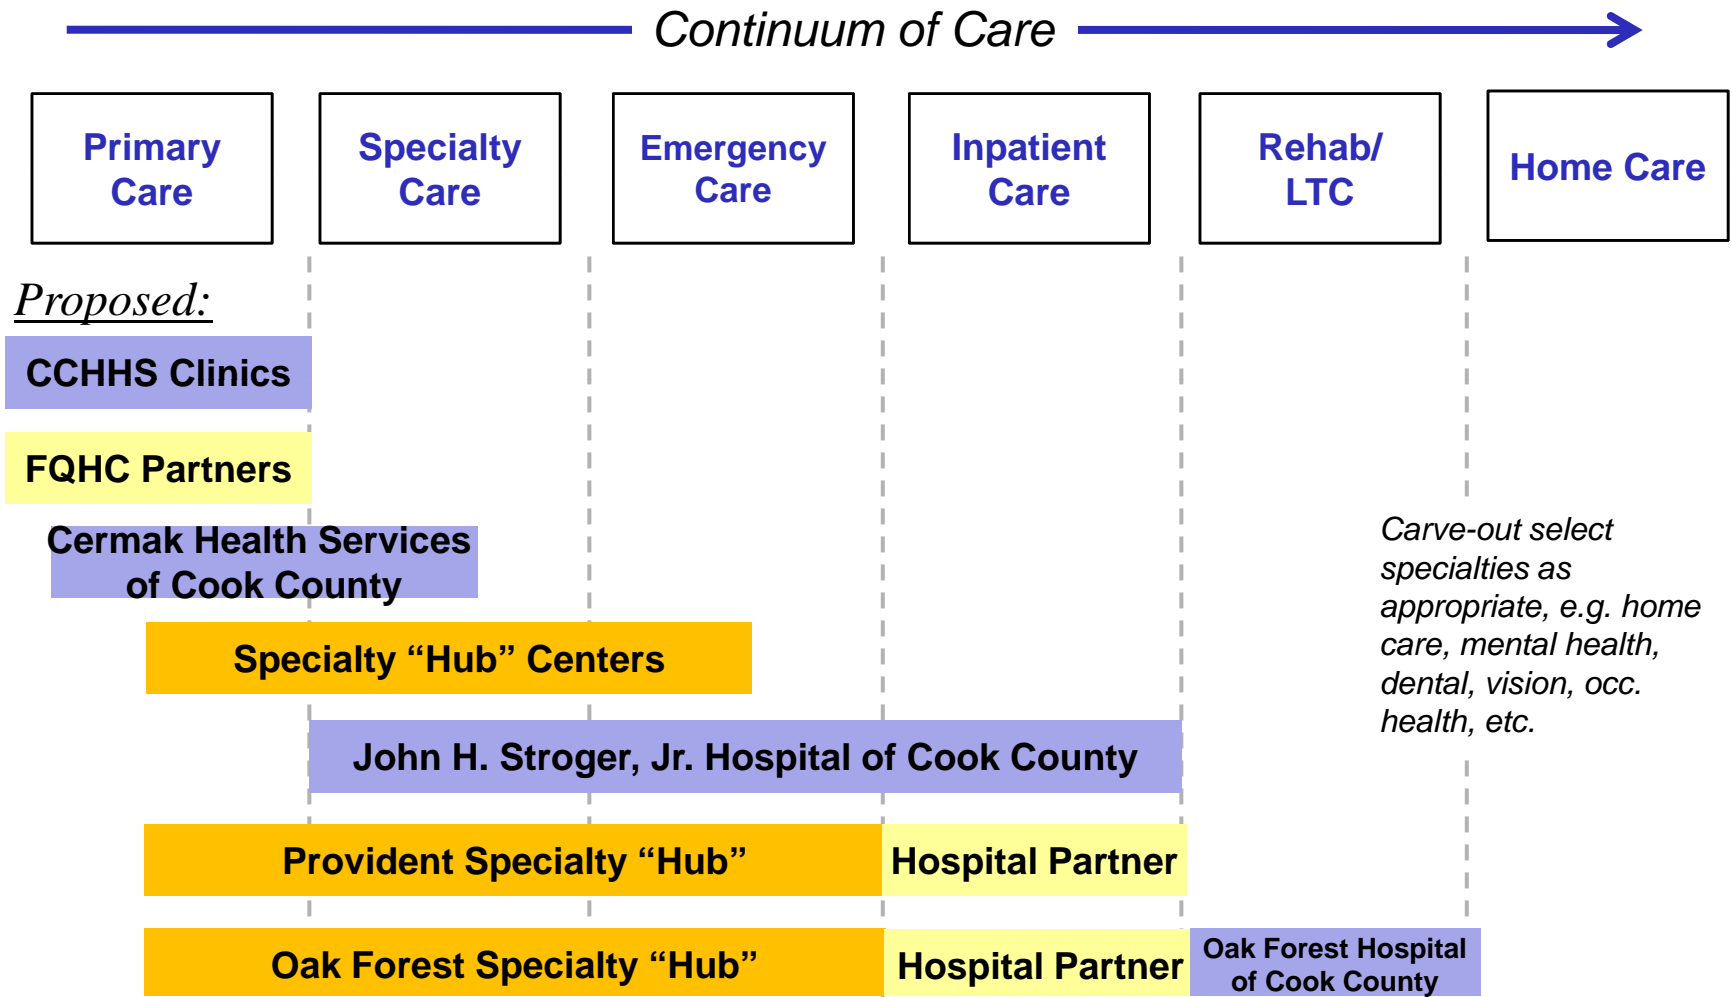 Continuum of Care
Primary
Care
Specialty
Care
Emergency
Care
Inpatient
Care
Rehab/
LTC
Home Care
Proposed:
CCHHS Clinics
FQHC Partners
Cermak Health Services
of Cook County
Carve-out select
specialties as
appropriate, e.g. home
care, mental health,
dental, vision, occ.
health, etc.
Specialty “Hub” Centers
John H. Stroger, Jr. Hospital of Cook County
Provident Specialty “Hub”
Hospital Partner
Oak Forest Specialty “Hub”
Hospital Partner
Oak Forest Hospital
of Cook County